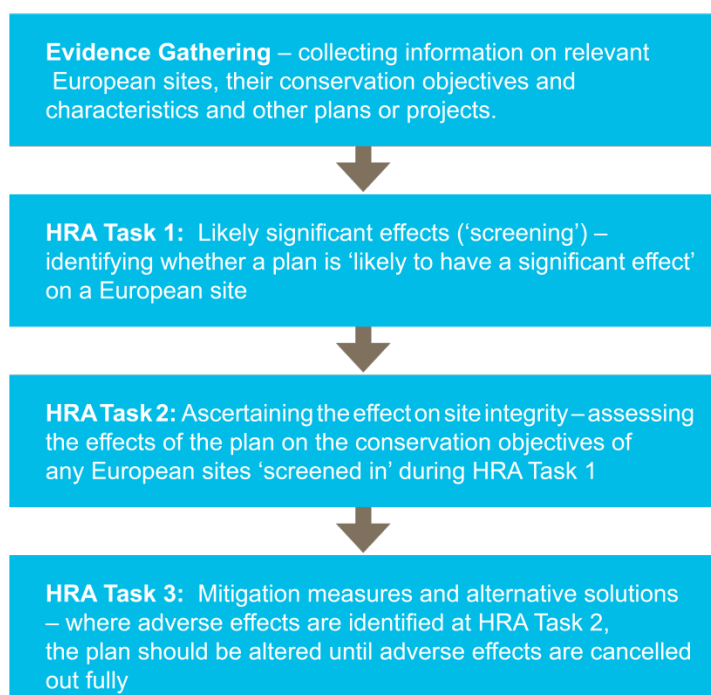 Evidence Gathering – collecting information on relevant
European sites, their conservation objectives and
characteristics and other plans or projects.
HRA Task 1: Likely significant effects (‘screening’) –
identifying whether a plan is ‘likely to have a significant effect’
on a European site
HRA Task 2: Ascertaining the effect on site integrity – assessing
the effects of the plan on the conservation objectives of
any European sites ‘screened in’ during HRA Task 1
HRA Task 3: Mitigation measures and alternative solutions
– where adverse effects are identified at HRA Task 2,
the plan should be altered until adverse effects are cancelled
out fully